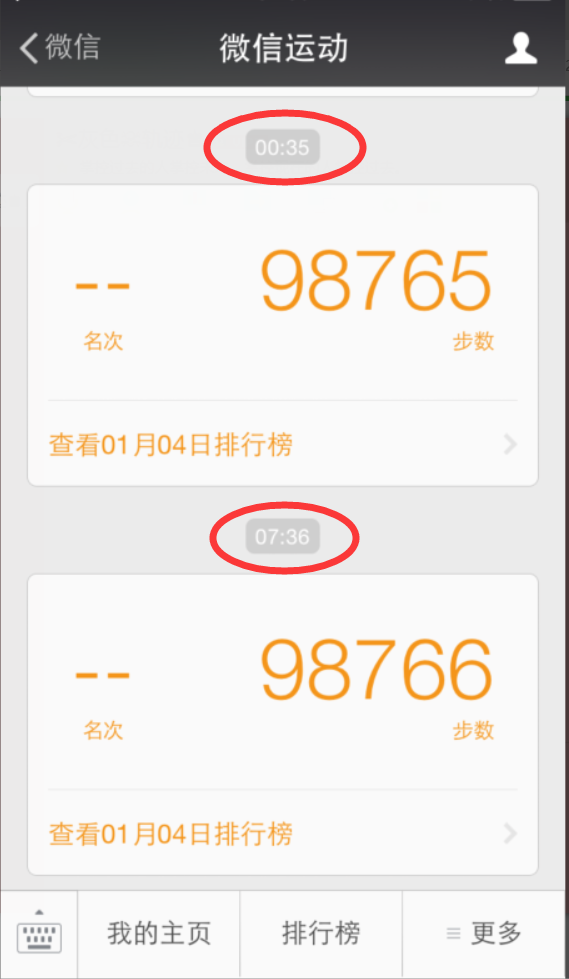 微信
微信运动
00:35
-- 98765
名次 步数
查看01月04日排行榜
07:36
-- 98766
名次 步数
查看01月04日排行榜
我的主页 排行榜 更多